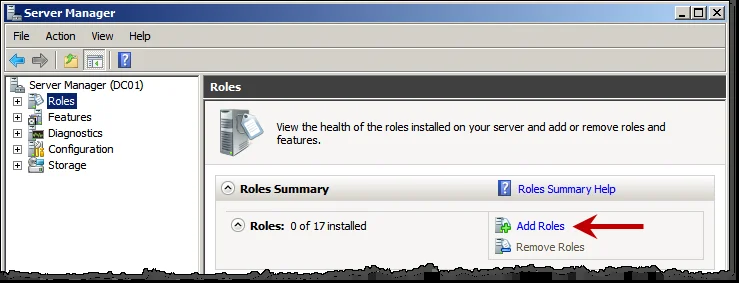 Server Manager
File Action View Help
Server Manager (DC01)
Roles
Features
Diagnostics
Configuration
Storage
Roles
View the health of the roles installed on your server and add or remove roles and
features.
Roles Summary
Roles Summary Help
Roles: 0 of 17 installed
Add Roles
Remove Roles